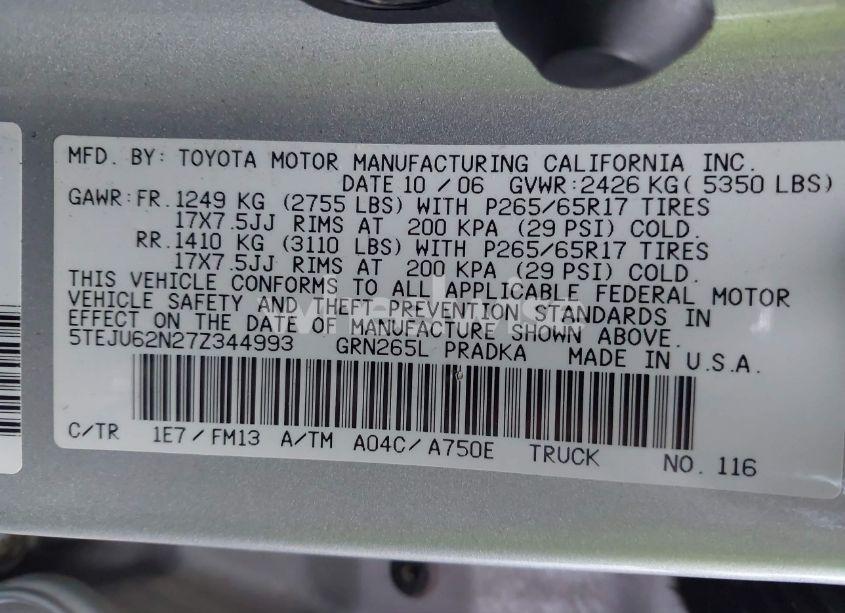 MFD. BY: TOYOTA MOTOR MANUFACTURING CALIFORNIA INC.
DATE 10 / 06 GVWR: 2426 KG ( 5350 LBS)
GAWR: FR. 1249 KG (2755 LBS) WITH P265/65R17 TIRES
17X7.5JJ RIMS AT 200 KPA (29 PSI) COLD.
RR. 1410 KG (3110 LBS) WITH P265/65R17 TIRES
17X7.5JJ RIMS AT 200 KPA (29 PSI) COLD.
THIS VEHICLE CONFORMS TO ALL APPLICABLE FEDERAL MOTOR
VEHICLE SAFETY AND THEFT PREVENTION STANDARDS IN
EFFECT ON THE DATE OF MANUFACTURE SHOWN ABOVE.
5TEJU62N27Z344993 GRN265L PRADKA MADE IN U.S.A.
C/TR 1E7 / FM13 A/TM A04C/ A750E TRUCK NO. 116